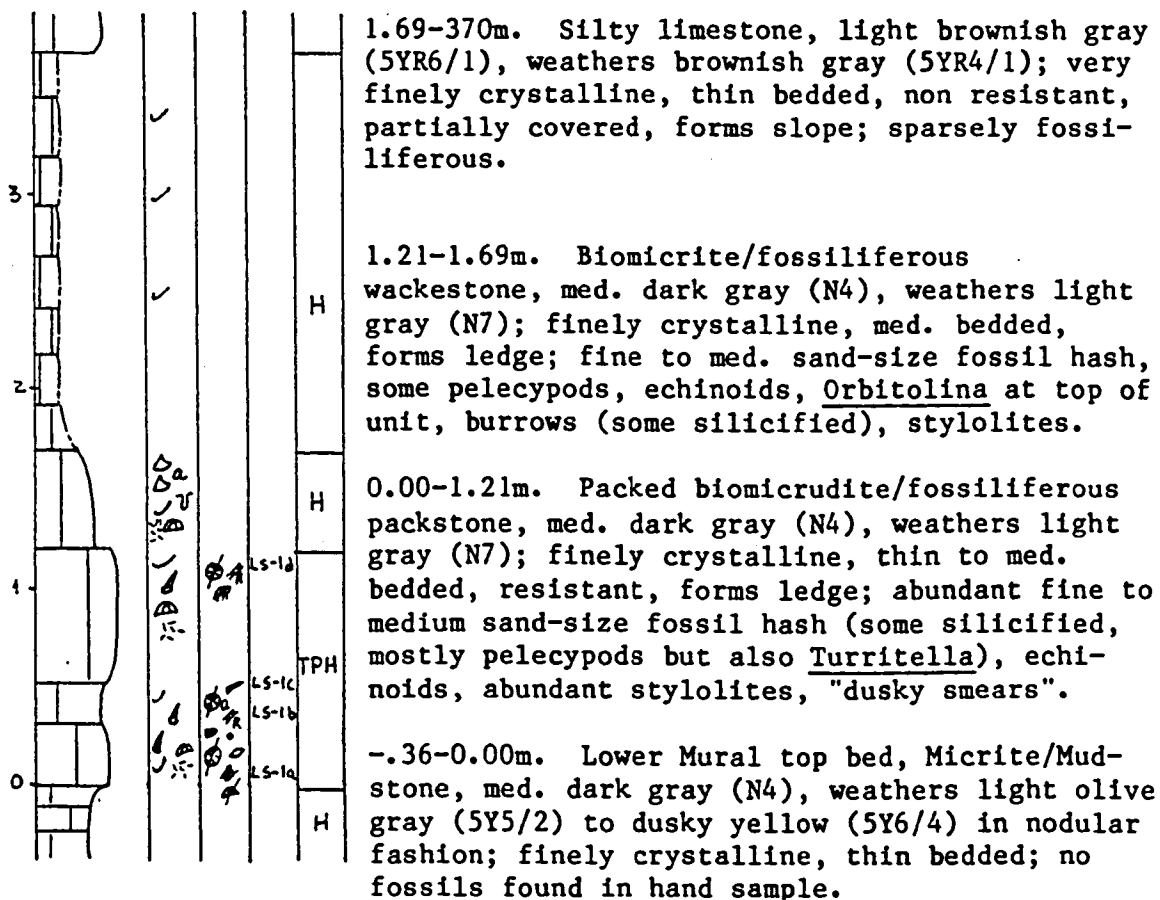 1.69-370m. Silty limestone, light brownish gray
(5YR6/1), weathers brownish gray (5YR4/1); very
finely crystalline, thin bedded, non resistant,
partially covered, forms slope; sparsely fossi-
liferous.
1.21-1.69m. Biomicrite/fossiliferous
wackestone, med. dark gray (N4), weathers light
gray (N7); finely crystalline, med. bedded,
forms ledge; fine to med. sand-size fossil hash,
some pelecypods, echinoids, Orbitolina at top of
unit, burrows (some silicified), stylolites.
0.00-1.21m. Packed biomicrudite/fossiliferous
packstone, med. dark gray (N4), weathers light
gray (N7); finely crystalline, thin to med.
bedded, resistant, forms ledge; abundant fine to
medium sand-size fossil hash (some silicified,
mostly pelecypods but also Turritella), echi-
noids, abundant stylolites, "dusky smears".
-.36-0.00m. Lower Mural top bed, Micrite/Mud-
stone, med. dark gray (N4), weathers light olive
gray (5Y5/2) to dusky yellow (5Y6/4) in nodular
fashion; finely crystalline, thin bedded; no
fossils found in hand sample.
3
2
1
0
LS-1d
LS-1c
LS-1b
LS-1a
H
H
TPH
H